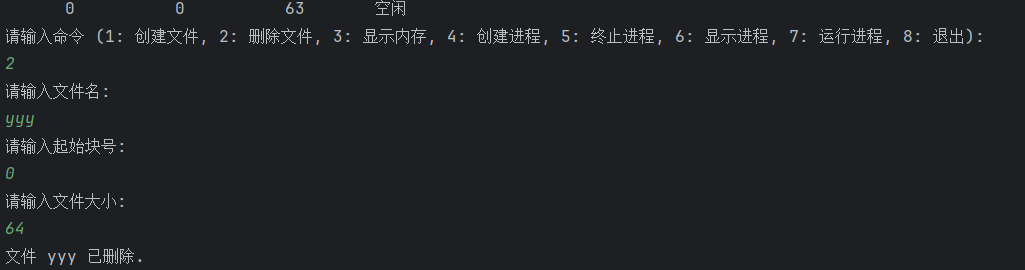 0 0 63 空闲
请输入命令 (1: 创建文件, 2: 删除文件, 3: 显示内存, 4: 创建进程, 5: 终止进程, 6: 显示进程, 7: 运行进程, 8: 退出):
2
请输入文件名:
yyy
请输入起始块号:
0
请输入文件大小:
64
文件 yyy 已删除.